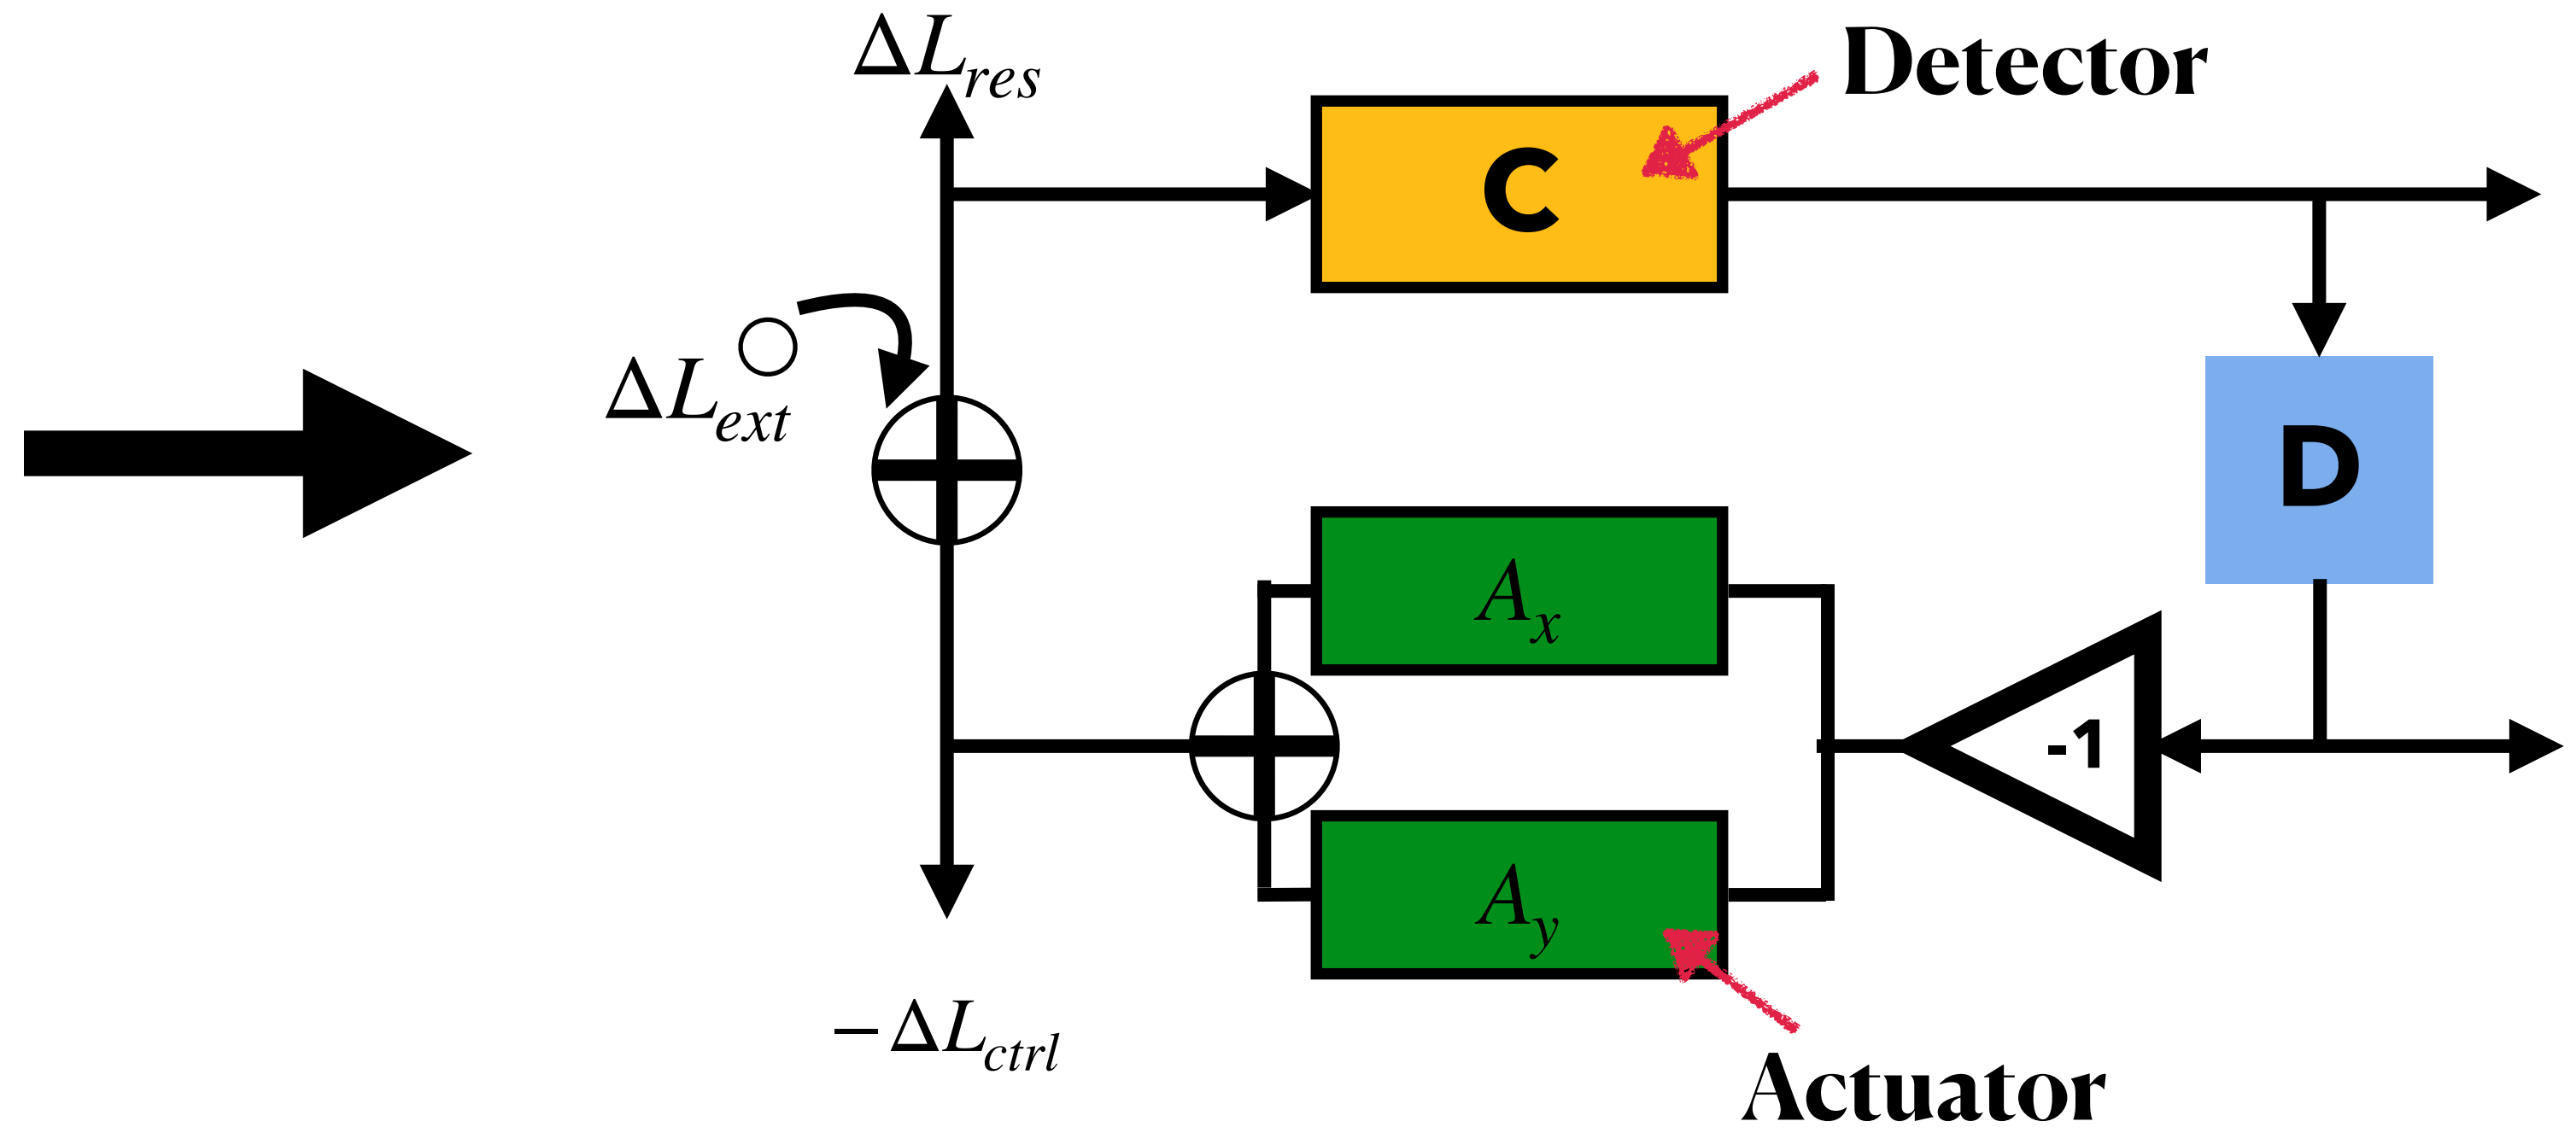 ΔL_res
Detector
C
ΔL_ext
D
A_x
-1
A_y
−ΔL_ctrl
Actuator